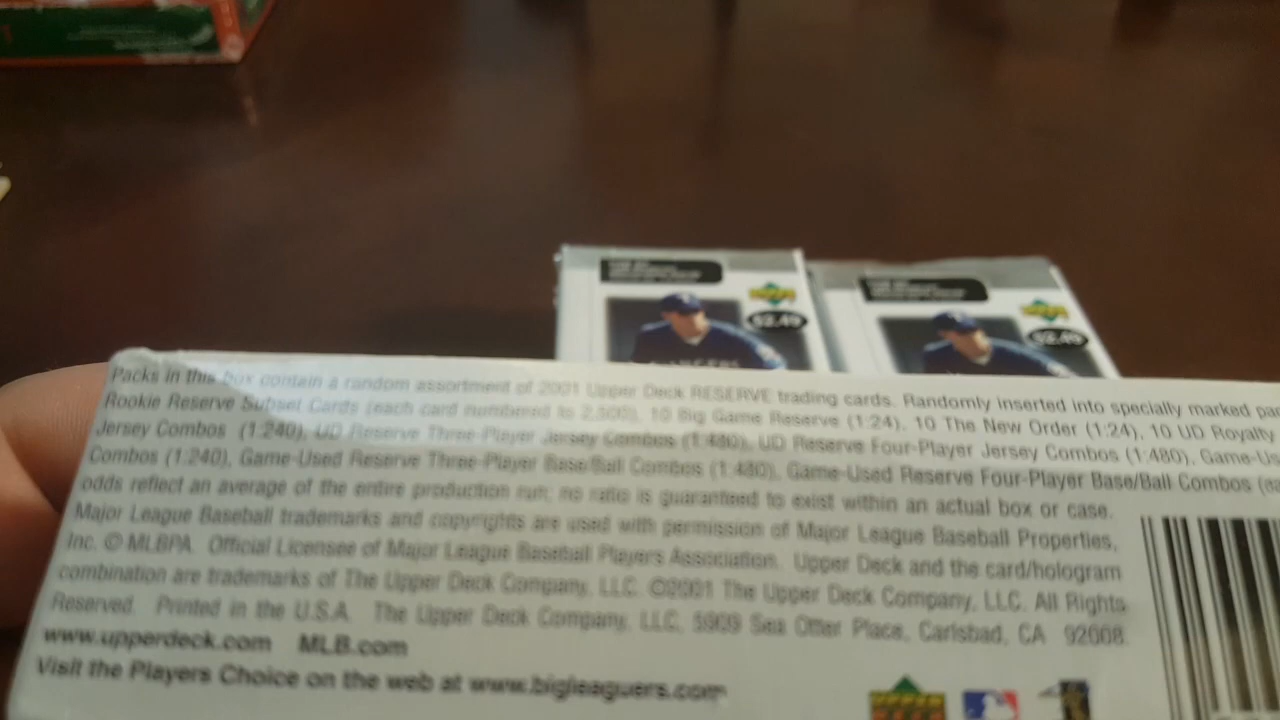 $2.49
$2.49
Packs in this box contain a random assortment of 2001 Upper Deck RESERVE trading cards. Randomly inserted into specially marked pa
Rookie Reserve Subset Cards (each card numbered to 2,500), 10 Big Game Reserve (1:24), 10 The New Order (1:24), 10 UD Royalty
Jersey Combos (1:240), UD Reserve Three-Player Jersey Combos (1:480), UD Reserve Four-Player Jersey Combos (1:480), Game-Us
Combos (1:240), Game-Used Reserve Three-Player Base/Ball Combos (1:480), Game-Used Reserve Four-Player Base/Ball Combos (ea
odds reflect an average of the entire production run; no ratio is guaranteed to exist within an actual box or case.
Major League Baseball trademarks and copyrights are used with permission of Major League Baseball Properties,
Inc. © MLBPA. Official Licensee of Major League Baseball Players Association. Upper Deck and the card/hologram
combination are trademarks of The Upper Deck Company, LLC. ©2001 The Upper Deck Company, LLC. All Rights
Reserved. Printed in the U.S.A. The Upper Deck Company, LLC, 5909 Sea Otter Place, Carlsbad, CA 92008.
www.upperdeck.com MLB.com
Visit the Players Choice on the web at www.bigleaguers.com
UPPER
DECK